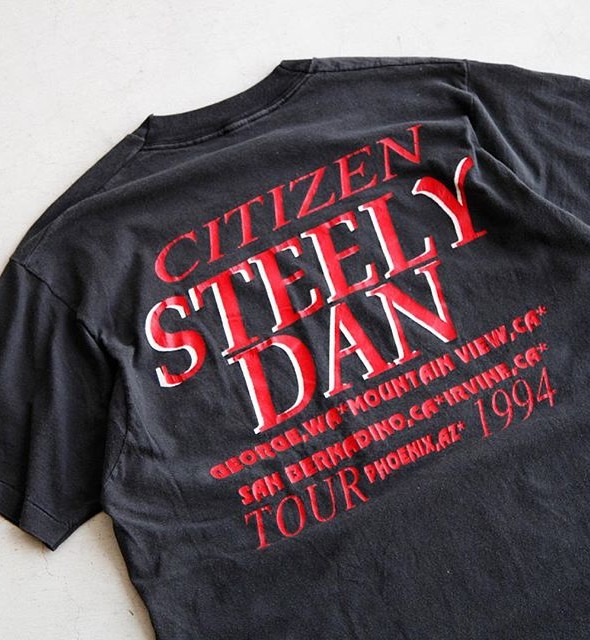 CITIZEN
STEELY
DAN
GEORGE,WA*MOUNTAIN VIEW,CA*
SAN BERNADINO,CA*IRVINE,CA*
TOUR PHOENIX,AZ* 1994